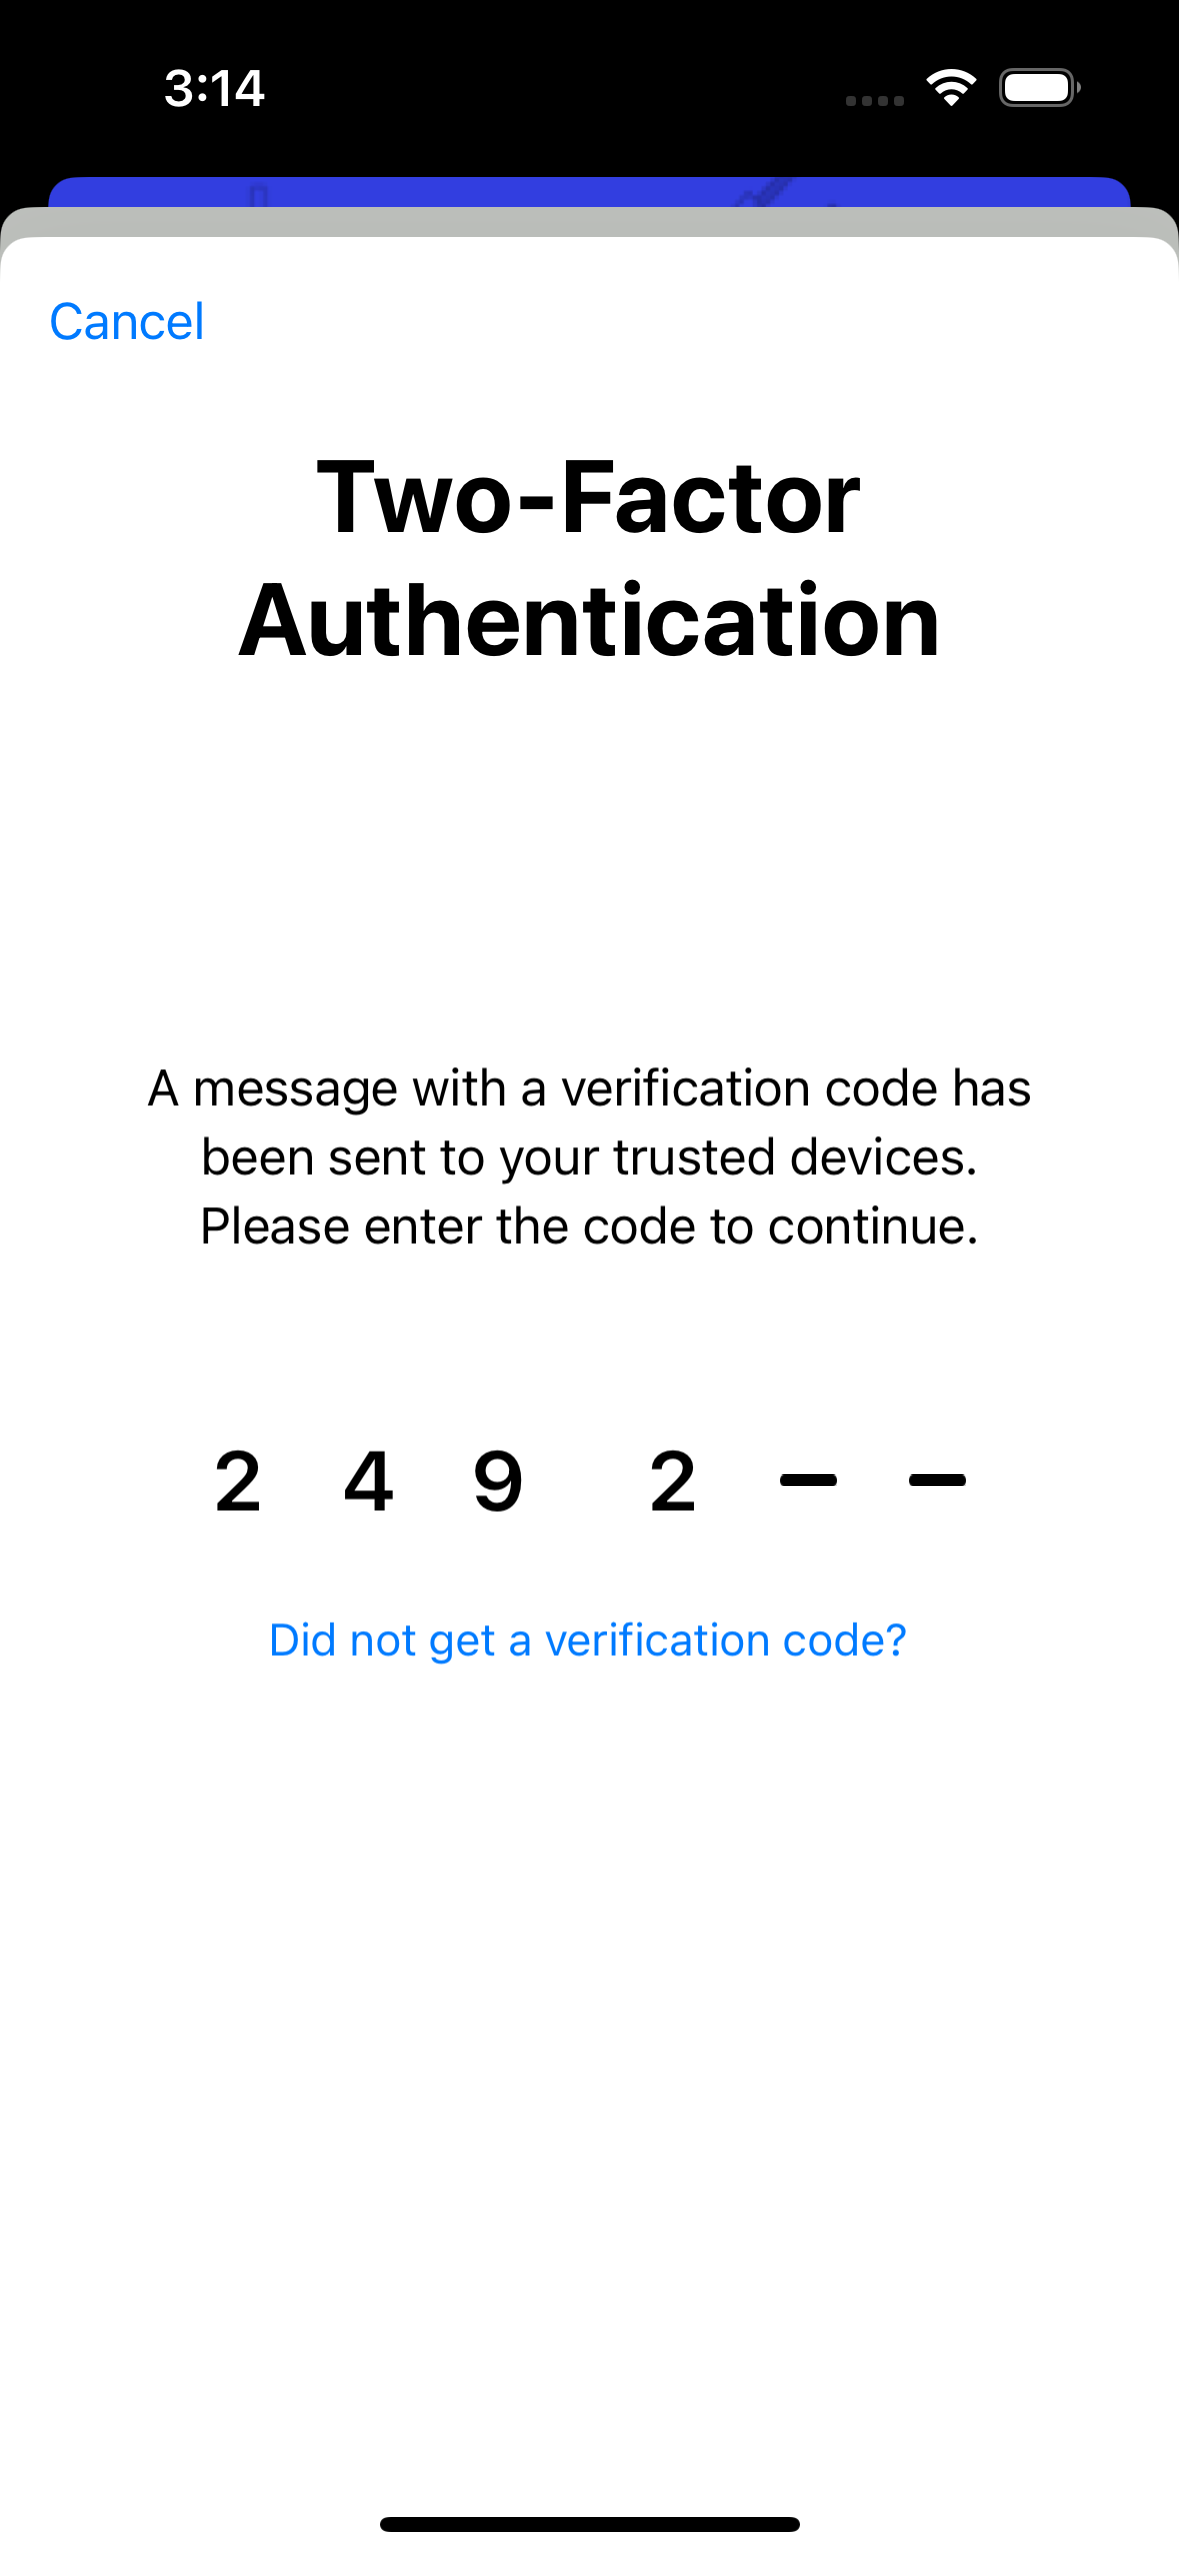 3:14
Cancel
Two-Factor
Authentication
A message with a verification code has
been sent to your trusted devices.
Please enter the code to continue.
2 4 9 2 – –
Did not get a verification code?